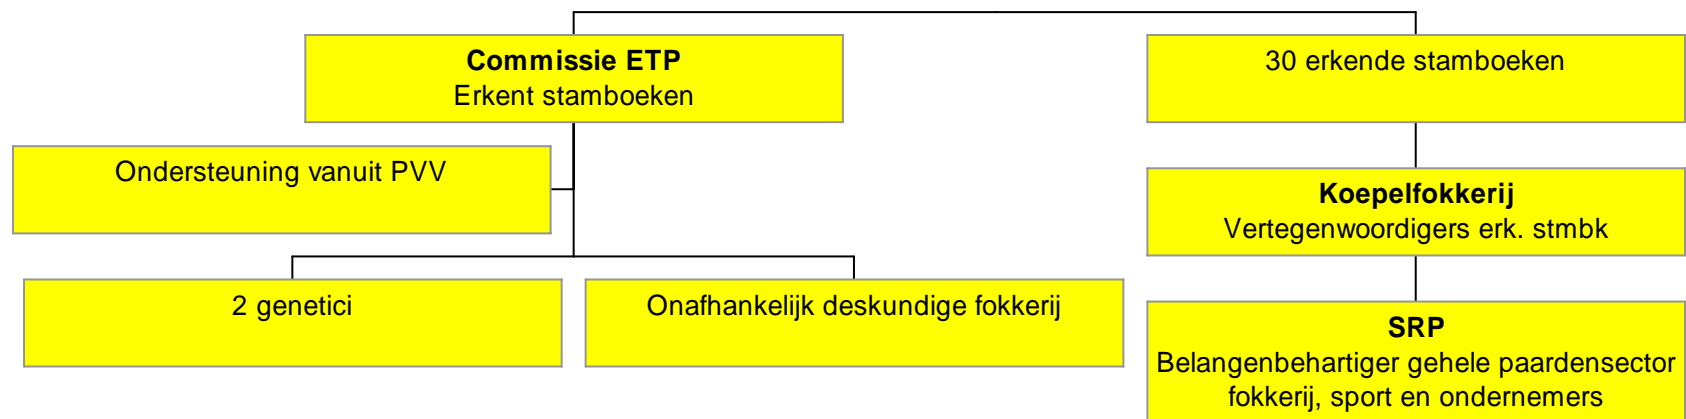 Commissie ETP
Erkent stamboeken
30 erkende stamboeken
Ondersteuning vanuit PVV
Koepelfokkerij
Vertegenwoordigers erk. stmbk
2 genetici
Onafhankelijk deskundige fokkerij
SRP
Belangenbehartiger gehele paardensector
fokkerij, sport en ondernemers